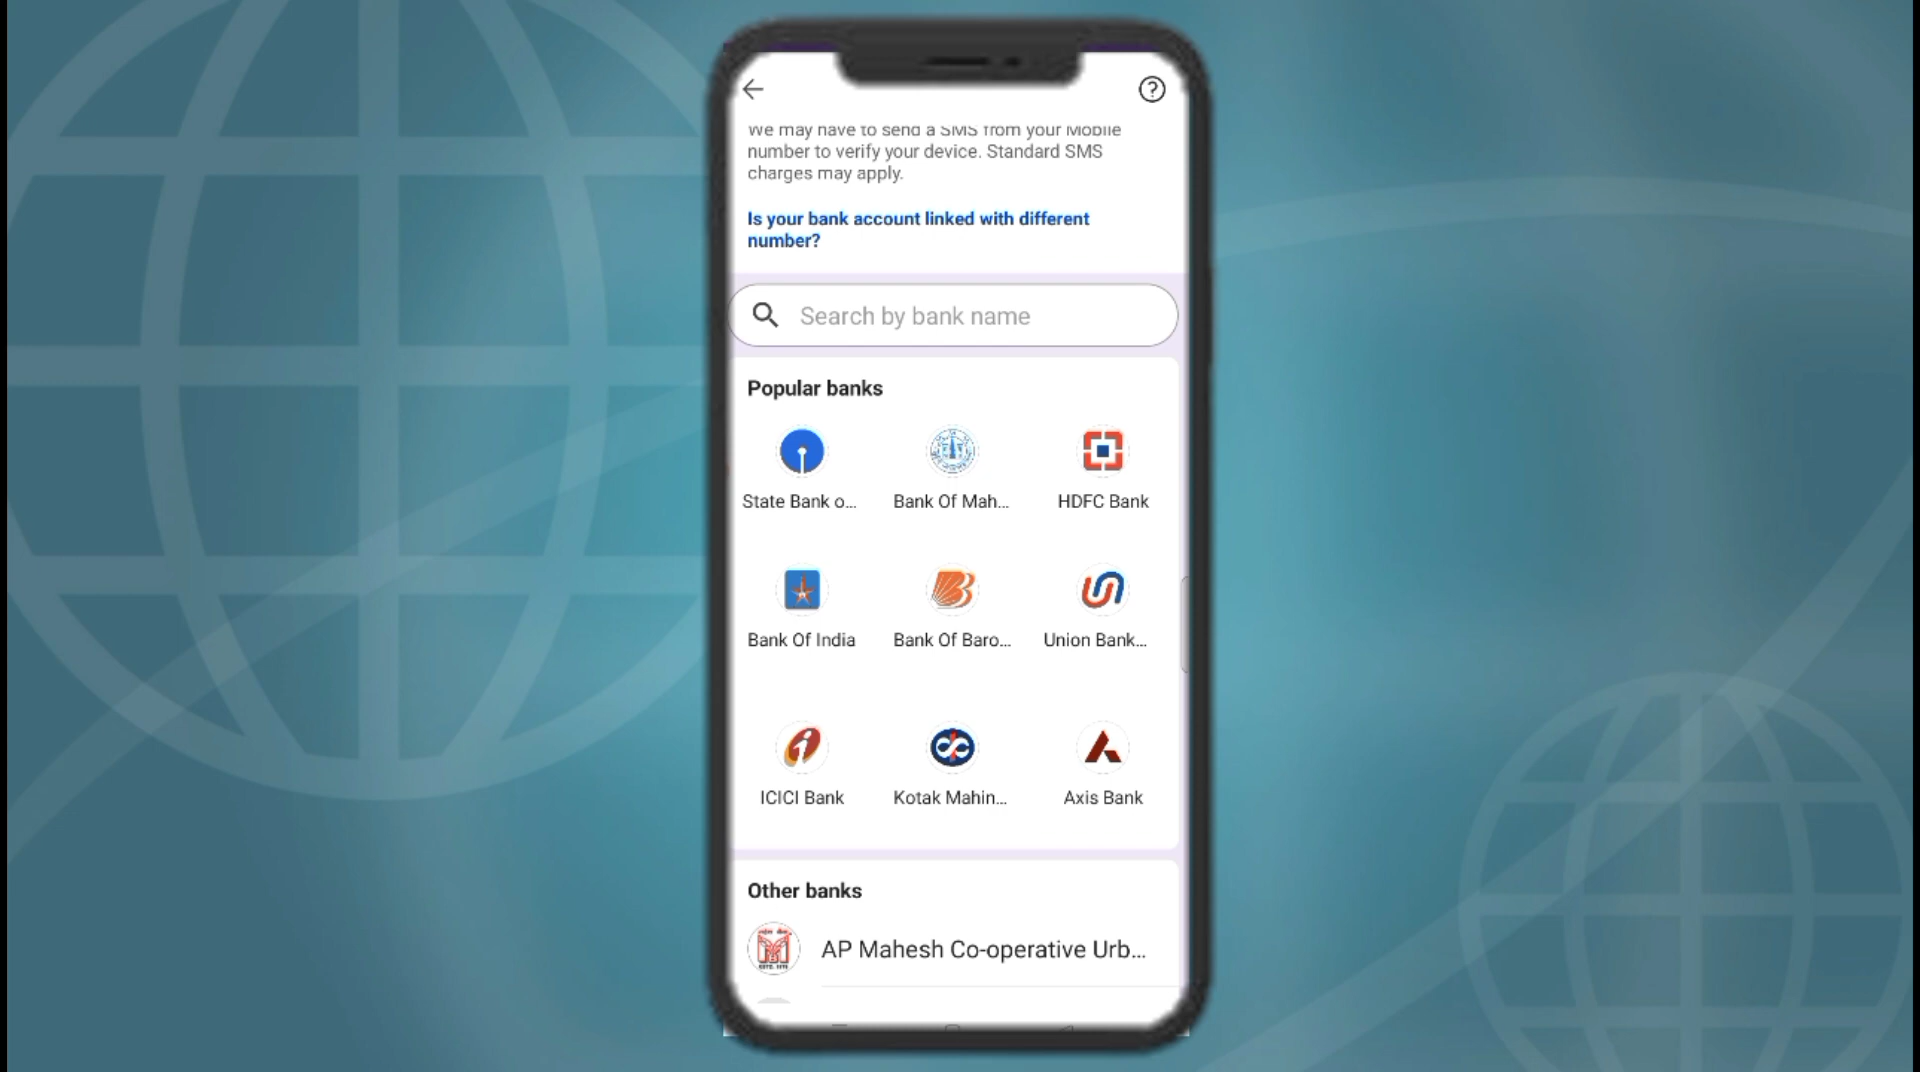 We may have to send a SMS from your Mobile
number to verify your device. Standard SMS
charges may apply.
Is your bank account linked with different
number?
Search by bank name
Popular banks
State Bank o...
Bank Of Mah...
HDFC Bank
Bank Of India
Bank Of Baro...
Union Bank...
ICICI Bank
Kotak Mahin...
Axis Bank
Other banks
AP Mahesh Co-operative Urb...